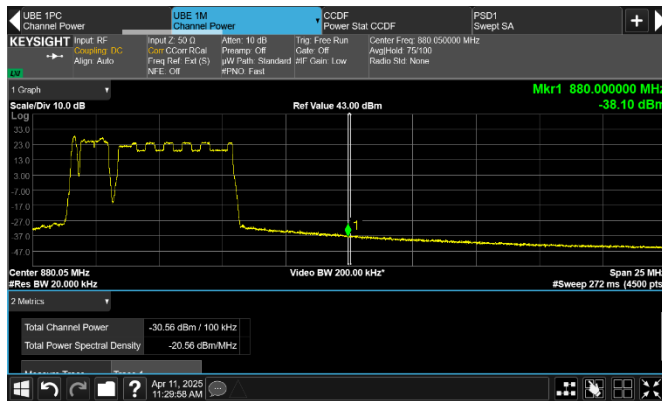 UBE 1PC
Channel Power
UBE 1M
Channel Power
CCDF
Power Stat CCDF
PSD1
Swept SA
KEYSIGHT
Input: RF
Coupling: DC
Align: Auto
Input Z: 50 Ω
Corr CCorr RCal
Freq Ref: Ext (S)
NFE: Off
Atten: 10 dB
Preamp: Off
µW Path: Standard
#PNO: Fast
Trig: Free Run
Gate: Off
#IF Gain: Low
Center Freq: 880.050000 MHz
Avg|Hold: 75/100
Radio Std: None
LXI
1 Graph
Mkr1 880.000000 MHz
Scale/Div 10.0 dB
Ref Value 43.00 dBm
-38.10 dBm
Log
33.0
23.0
13.0
3.00
-7.00
-17.0
-27.0
-37.0
-47.0
1
Center 880.05 MHz
Video BW 200.00 kHz*
Span 25 MH
#Res BW 20.000 kHz
#Sweep 272 ms (4500 pts
2 Metrics
Total Channel Power
-30.56 dBm / 100 kHz
Total Power Spectral Density
-20.56 dBm/MHz
Measure Trace
Trace 1
?
Apr 11, 2025
11:29:58 AM